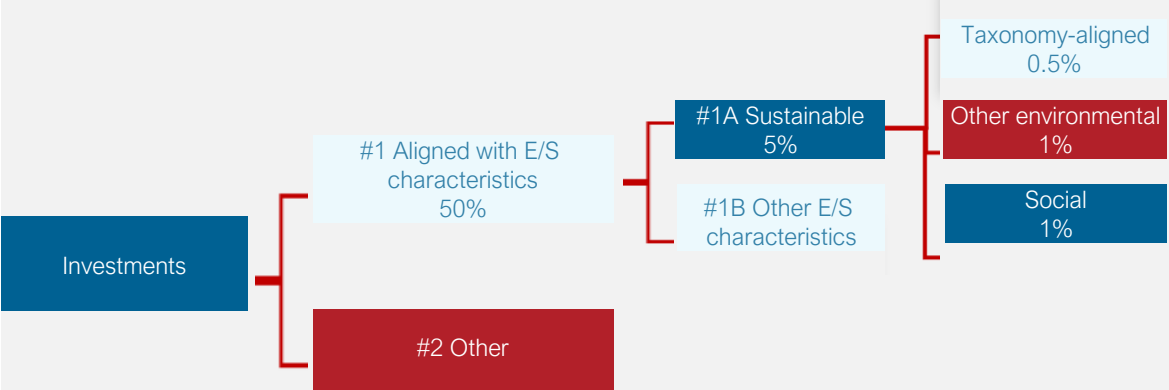 Investments
#1 Aligned with E/S
characteristics
50%
#2 Other
#1A Sustainable
5%
#1B Other E/S
characteristics
Taxonomy-aligned
0.5%
Other environmental
1%
Social
1%